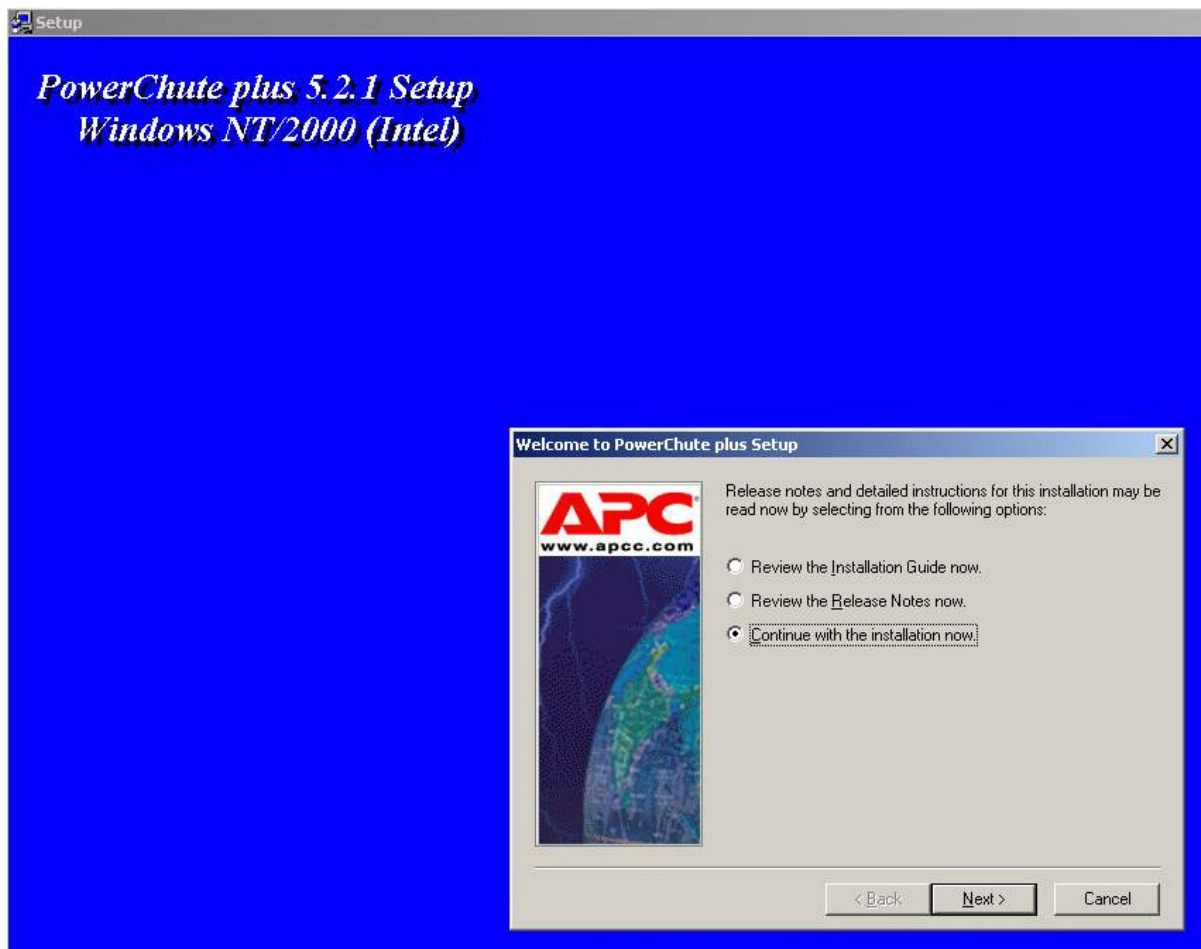 Setup
PowerChute plus 5.2.1 Setup
Windows NT/2000 (Intel)
Welcome to PowerChute plus Setup
APC
www.apcc.com
Release notes and detailed instructions for this installation may be
read now by selecting from the following options:
Review the Installation Guide now.
Review the Release Notes now.
Continue with the installation now.
< Back
Next >
Cancel